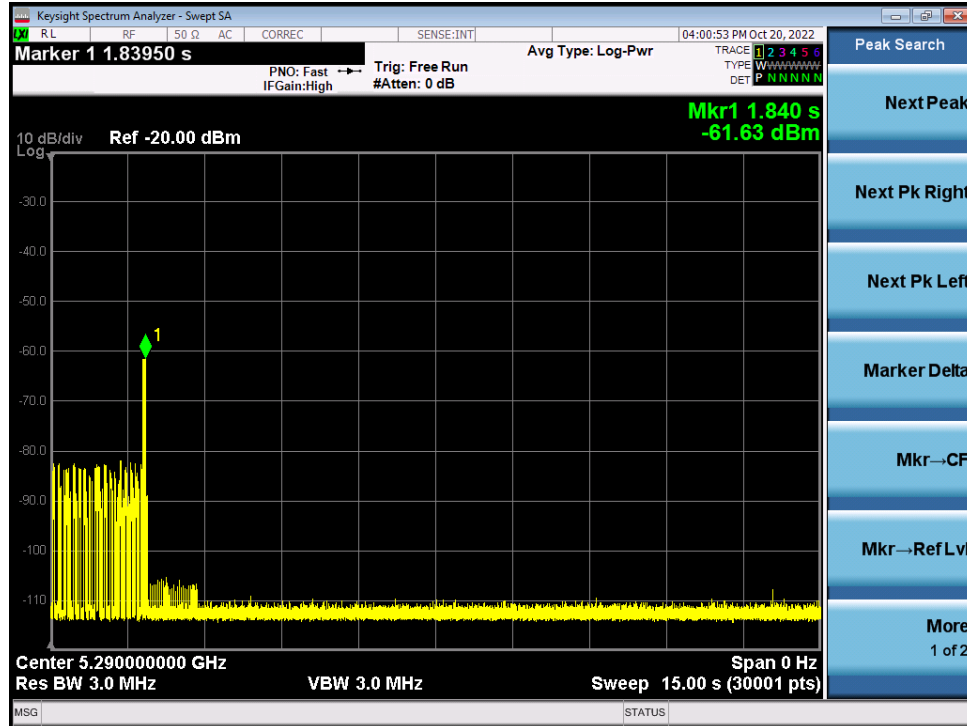 Keysight Spectrum Analyzer - Swept SA
LXI RL RF 50 Ω AC CORREC SENSE:INT 04:00:53 PM Oct 20, 2022
Marker 1 1.83950 s
PNO: Fast
IFGain:High
Trig: Free Run
#Atten: 0 dB
Avg Type: Log-Pwr
TRACE 1 2 3 4 5 6
TYPE WWWWWW
DET P N N N N N
Mkr1 1.840 s
-61.63 dBm
10 dB/div Ref -20.00 dBm
Log
-30.0
-40.0
-50.0
1
-60.0
-70.0
-80.0
-90.0
-100
-110
Center 5.290000000 GHz Span 0 Hz
Res BW 3.0 MHz VBW 3.0 MHz Sweep 15.00 s (30001 pts)
MSG STATUS
Peak Search
Next Peak
Next Pk Right
Next Pk Left
Marker Delta
Mkr→CF
Mkr→Ref Lvl
More
1 of 2